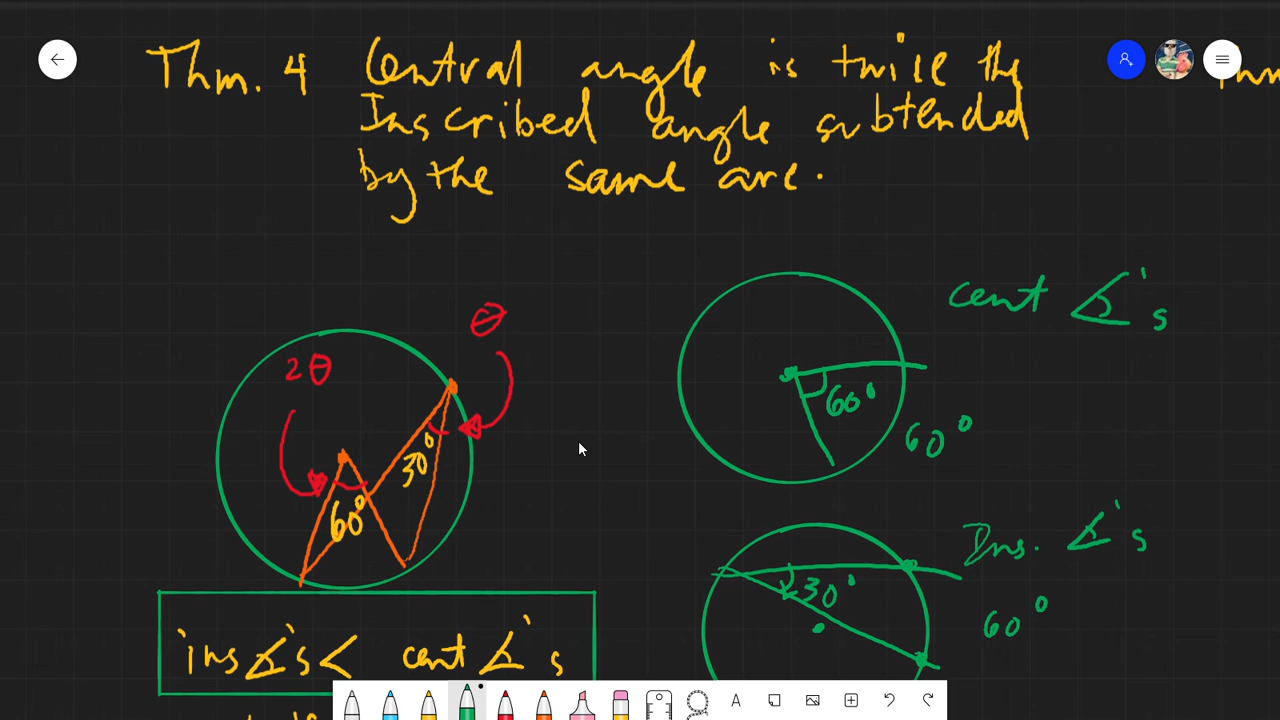 Thm. 4 Central angle is twice the
Inscribed angle subtended
by the same arc.
θ
2θ
30°
60°
cent ∡'s
60°
60°
Ins. ∡'s
30°
60°
ins ∡'s < cent ∡'s
A